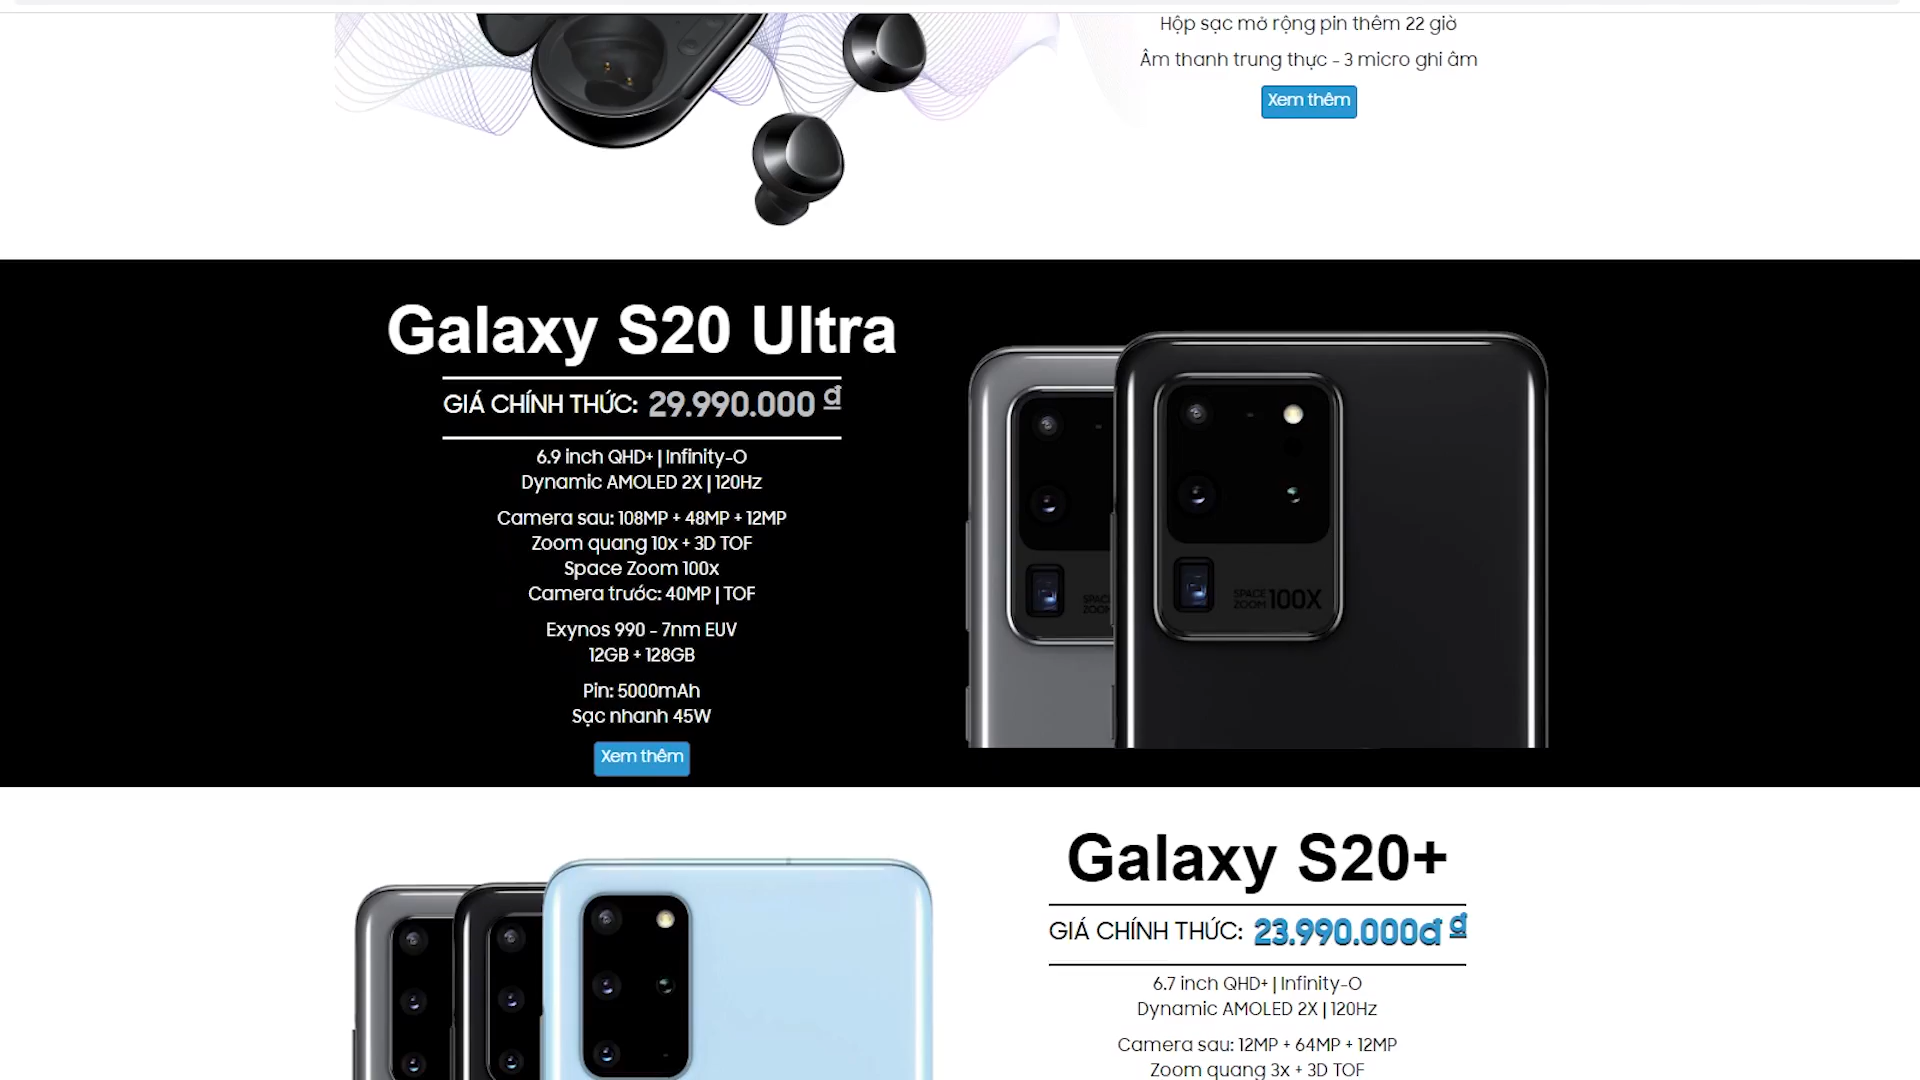 Hộp sạc mở rộng pin thêm 22 giờ
Âm thanh trung thực - 3 micro ghi âm
Xem thêm
Galaxy S20 Ultra
GIÁ CHÍNH THỨC: 29.990.000 đ
6.9 inch QHD+ | Infinity-O
Dynamic AMOLED 2X | 120Hz
Camera sau: 108MP + 48MP + 12MP
Zoom quang 10x + 3D TOF
Space Zoom 100x
Camera trước: 40MP | TOF
Exynos 990 - 7nm EUV
12GB + 128GB
Pin: 5000mAh
Sạc nhanh 45W
Xem thêm
SPACE
ZOOM
SPACE
ZOOM 100X
Galaxy S20+
GIÁ CHÍNH THỨC: 23.990.000đ đ
6.7 inch QHD+ | Infinity-O
Dynamic AMOLED 2X | 120Hz
Camera sau: 12MP + 64MP + 12MP
Zoom quang 3x + 3D TOF